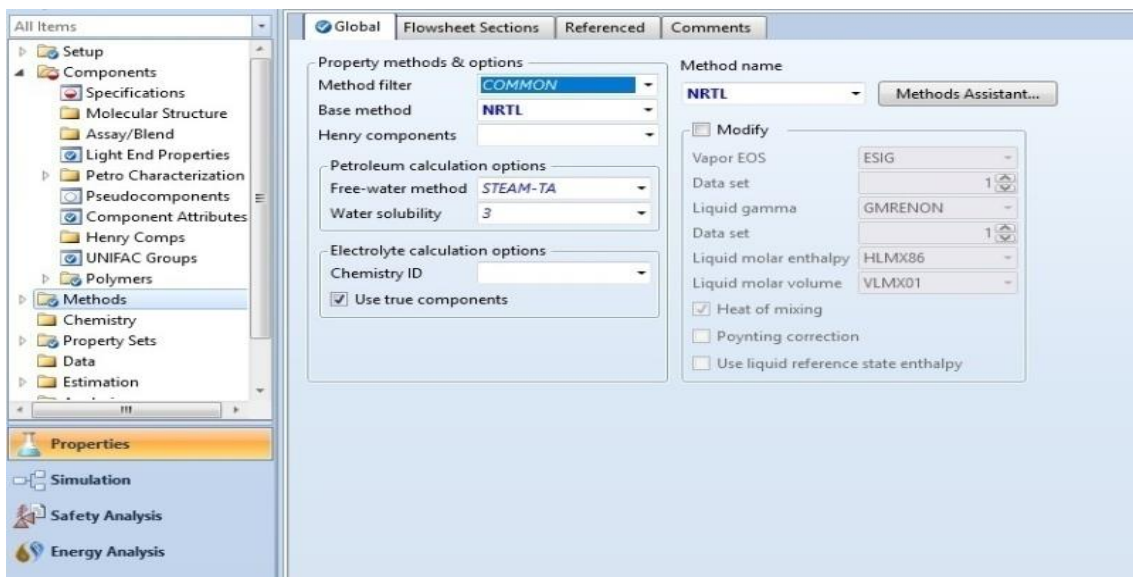 All Items
Setup
Components
Specifications
Molecular Structure
Assay/Blend
Light End Properties
Petro Characterization
Pseudocomponents
Component Attributes
Henry Comps
UNIFAC Groups
Polymers
Methods
Chemistry
Property Sets
Data
Estimation
Properties
Simulation
Safety Analysis
Energy Analysis
Global Flowsheet Sections Referenced Comments
Property methods & options
Method filter COMMON
Base method NRTL
Henry components
Petroleum calculation options
Free-water method STEAM-TA
Water solubility 3
Electrolyte calculation options
Chemistry ID
Use true components
Method name
NRTL Methods Assistant...
Modify
Vapor EOS ESIG
Data set 1
Liquid gamma GMRENON
Data set 1
Liquid molar enthalpy HLMX86
Liquid molar volume VLMX01
Heat of mixing
Poynting correction
Use liquid reference state enthalpy